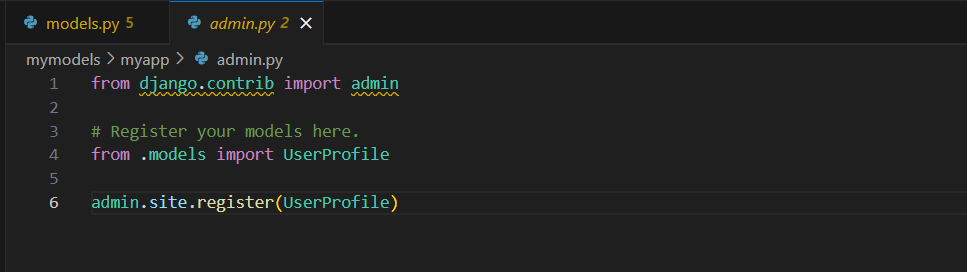 models.py 5 admin.py 2 ×
mymodels > myapp > admin.py
1 from django.contrib import admin
2
3 # Register your models here.
4 from .models import UserProfile
5
6 admin.site.register(UserProfile)